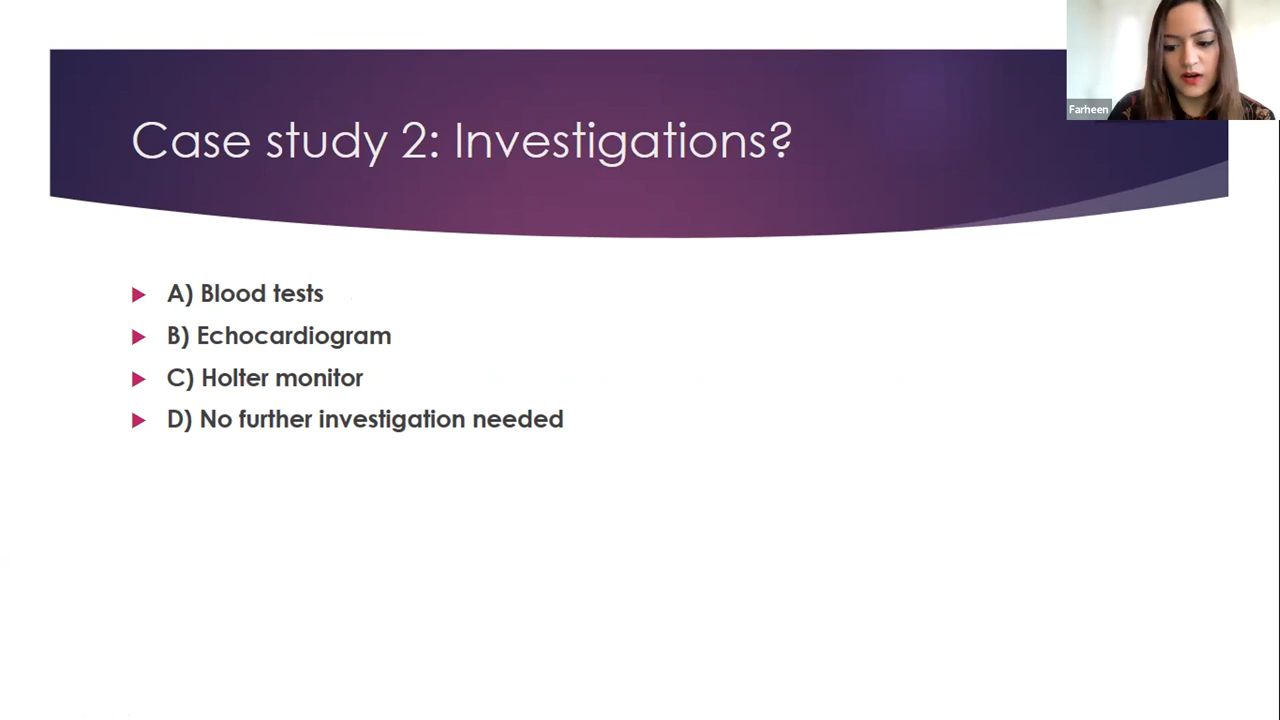 Farheen
Case study 2: Investigations?
A) Blood tests
B) Echocardiogram
C) Holter monitor
D) No further investigation needed